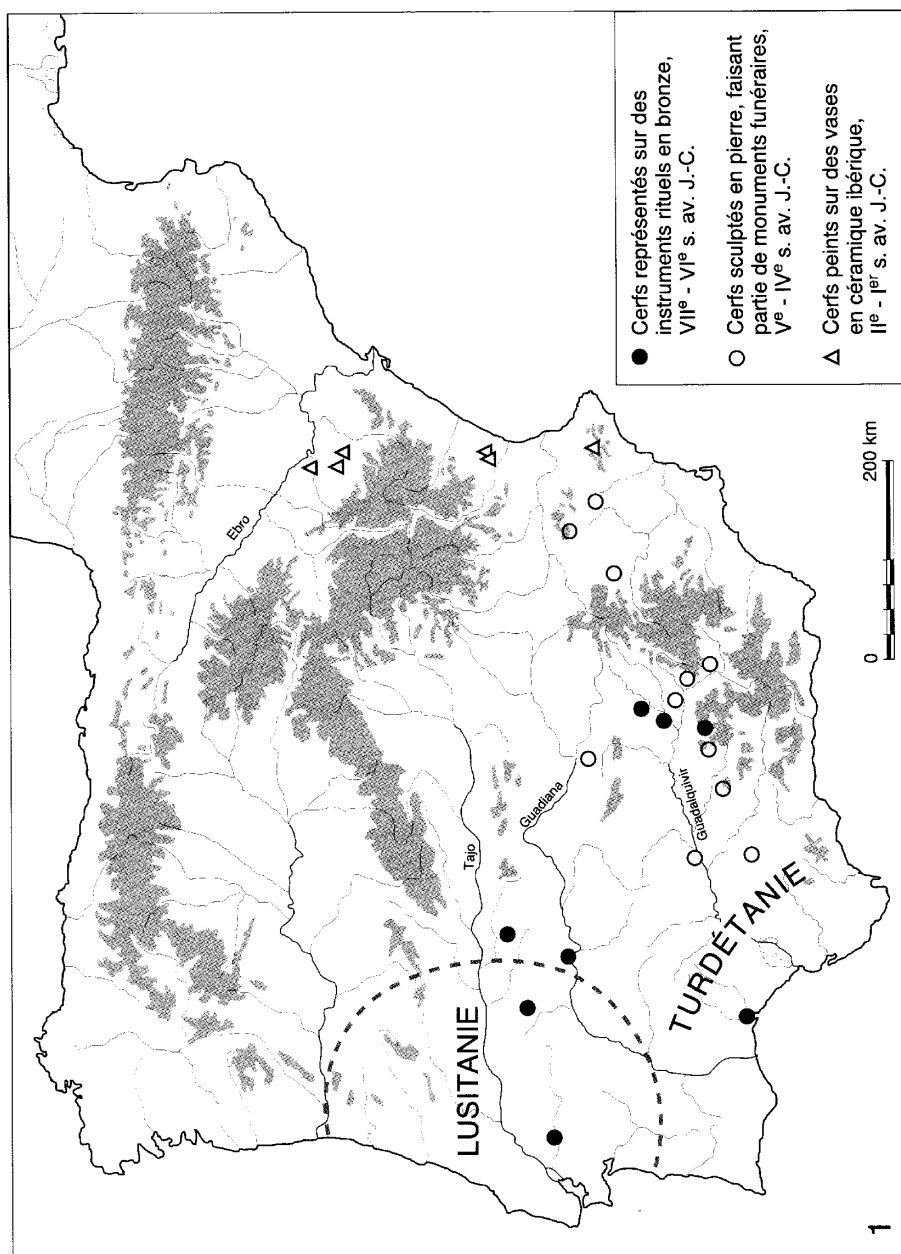 Ebro
Tajo
Guadiana
Guadalquivir
LUSITANIE
TURDÉTANIE
Cerfs représentés sur des
instruments rituels en bronze,
VIIe - VIe s. av. J.-C.
Cerfs sculptés en pierre, faisant
partie de monuments funéraires,
Ve - IVe s. av. J.-C.
Cerfs peints sur des vases
en céramique ibérique,
IIe - Ier s. av. J.-C.
0 200 km
1